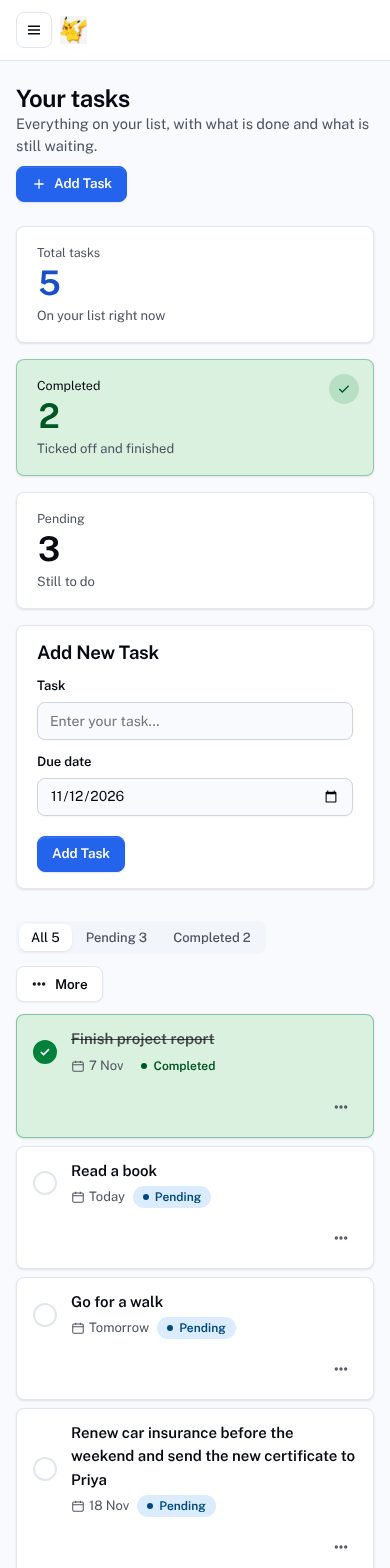 Your tasks
Everything on your list, with what is done and what is
still waiting.
Add Task
Total tasks
5
On your list right now
Completed
2
Ticked off and finished
Pending
3
Still to do
Add New Task
Task
Enter your task...
Due date
11/12/2026
Add Task
All 5 Pending 3 Completed 2
More
Finish project report
7 Nov Completed
Read a book
Today Pending
Go for a walk
Tomorrow Pending
Renew car insurance before the
weekend and send the new certificate to
Priya
18 Nov Pending